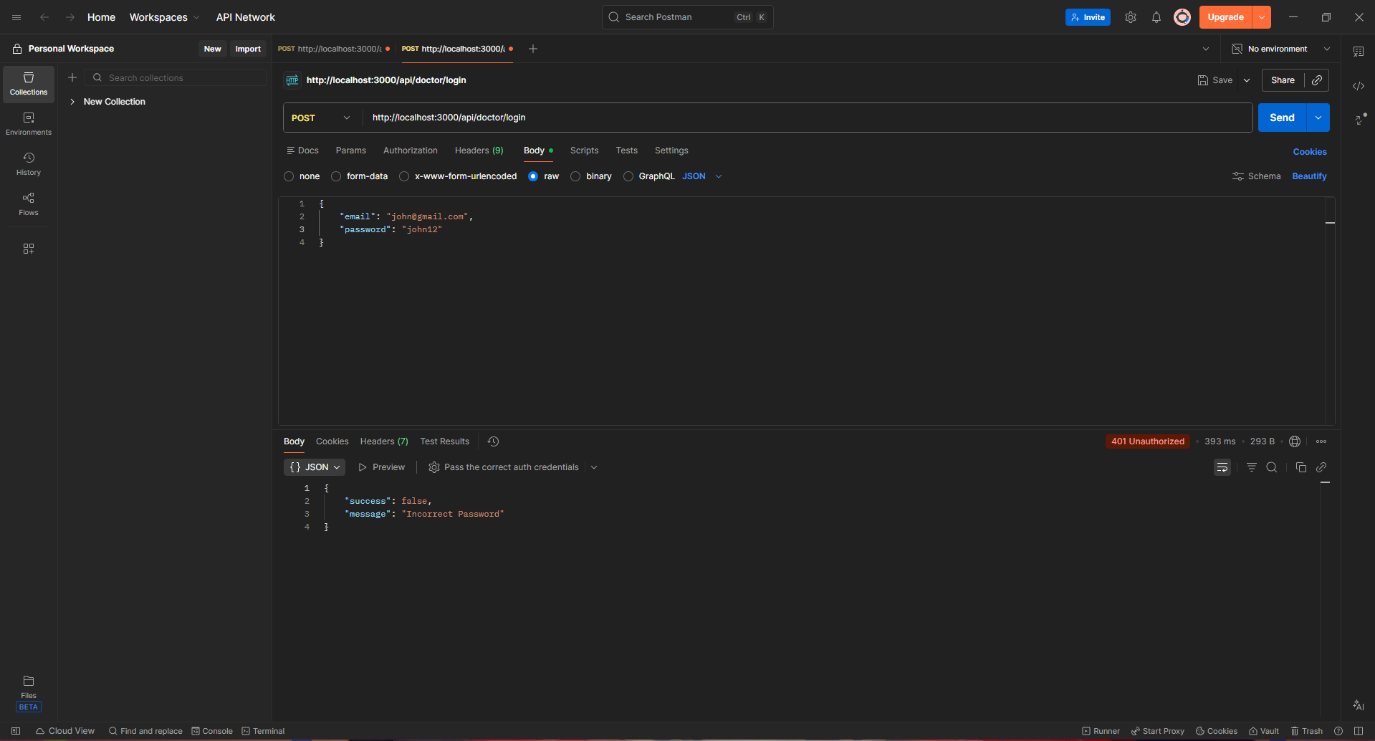 Home Workspaces API Network Search Postman Ctrl K Invite Upgrade
Personal Workspace New Import POST http://localhost:3000/a POST http://localhost:3000/a No environment
Collections Search collections http://localhost:3000/api/doctor/login Save Share
New Collection
POST http://localhost:3000/api/doctor/login Send
Environments
Docs Params Authorization Headers (9) Body Scripts Tests Settings Cookies
History none form-data x-www-form-urlencoded raw binary GraphQL JSON Schema Beautify
Flows
1 {
2 "email": "john@gmail.com",
3 "password": "john12"
4 }
Body Cookies Headers (7) Test Results 401 Unauthorized • 393 ms • 293 B •
{ } JSON Preview Pass the correct auth credentials
1 {
2 "success": false,
3 "message": "Incorrect Password"
4 }
Files
BETA
AI
Cloud View Find and replace Console Terminal Runner Start Proxy Cookies Vault Trash